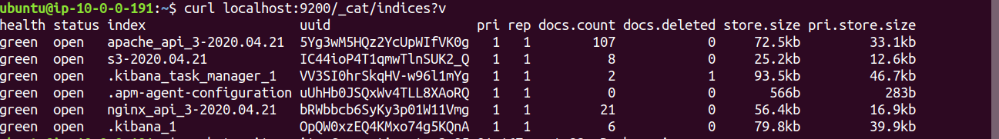 ubuntu@ip-10-0-0-191:~$ curl localhost:9200/_cat/indices?v
health status index uuid pri rep docs.count docs.deleted store.size pri.store.size
green open apache_api_3-2020.04.21 5Yg3wM5HQz2YcUpWIfVK0g 1 1 107 0 72.5kb 33.1kb
green open s3-2020.04.21 IC44ioP4T1qmwTlnSUK2_Q 1 1 8 0 25.2kb 12.6kb
green open .kibana_task_manager_1 VV3SI0hrSkqHV-w96l1mYg 1 1 2 1 93.5kb 46.7kb
green open .apm-agent-configuration uUhHb0JSQxWv4TLL8XAoRQ 1 1 0 0 566b 283b
green open nginx_api_3-2020.04.21 bRWbbcb6SyKy3p01W11Vmg 1 1 21 0 56.4kb 16.9kb
green open .kibana_1 OpQW0xzEQ4KMxo74g5KQnA 1 1 6 0 79.8kb 39.9kb